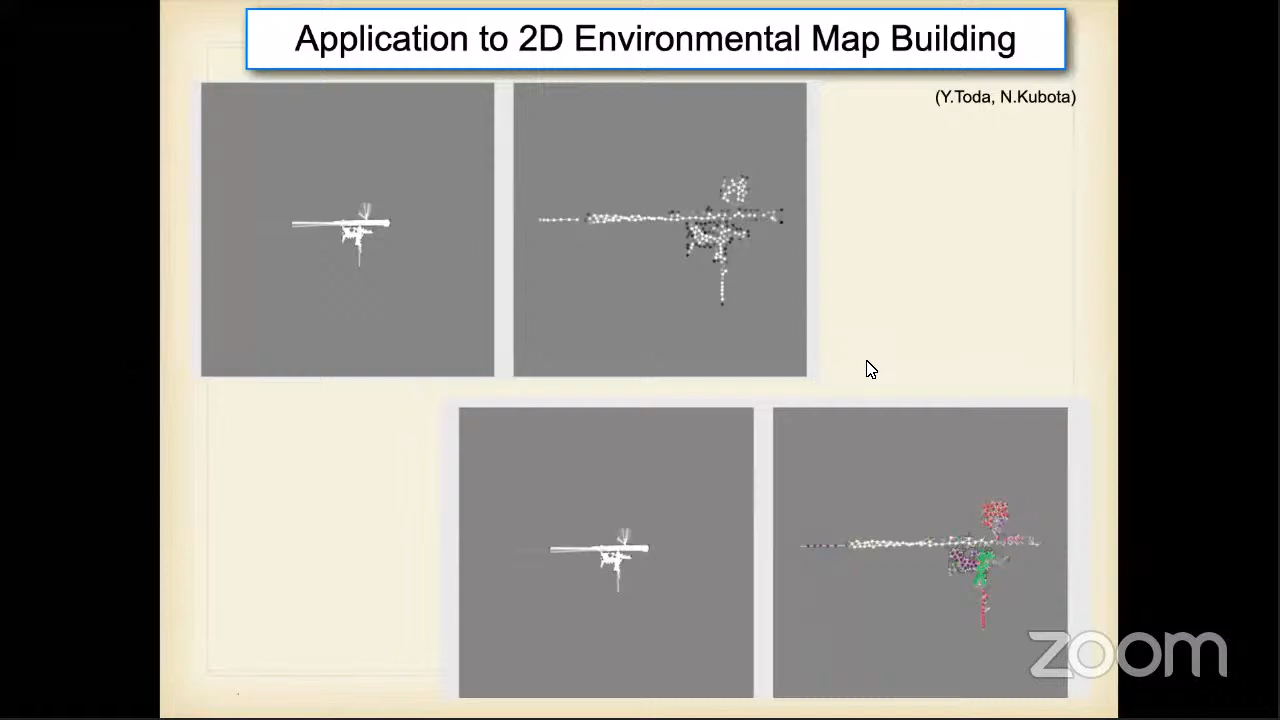 Application to 2D Environmental Map Building
(Y.Toda, N.Kubota)
zoom